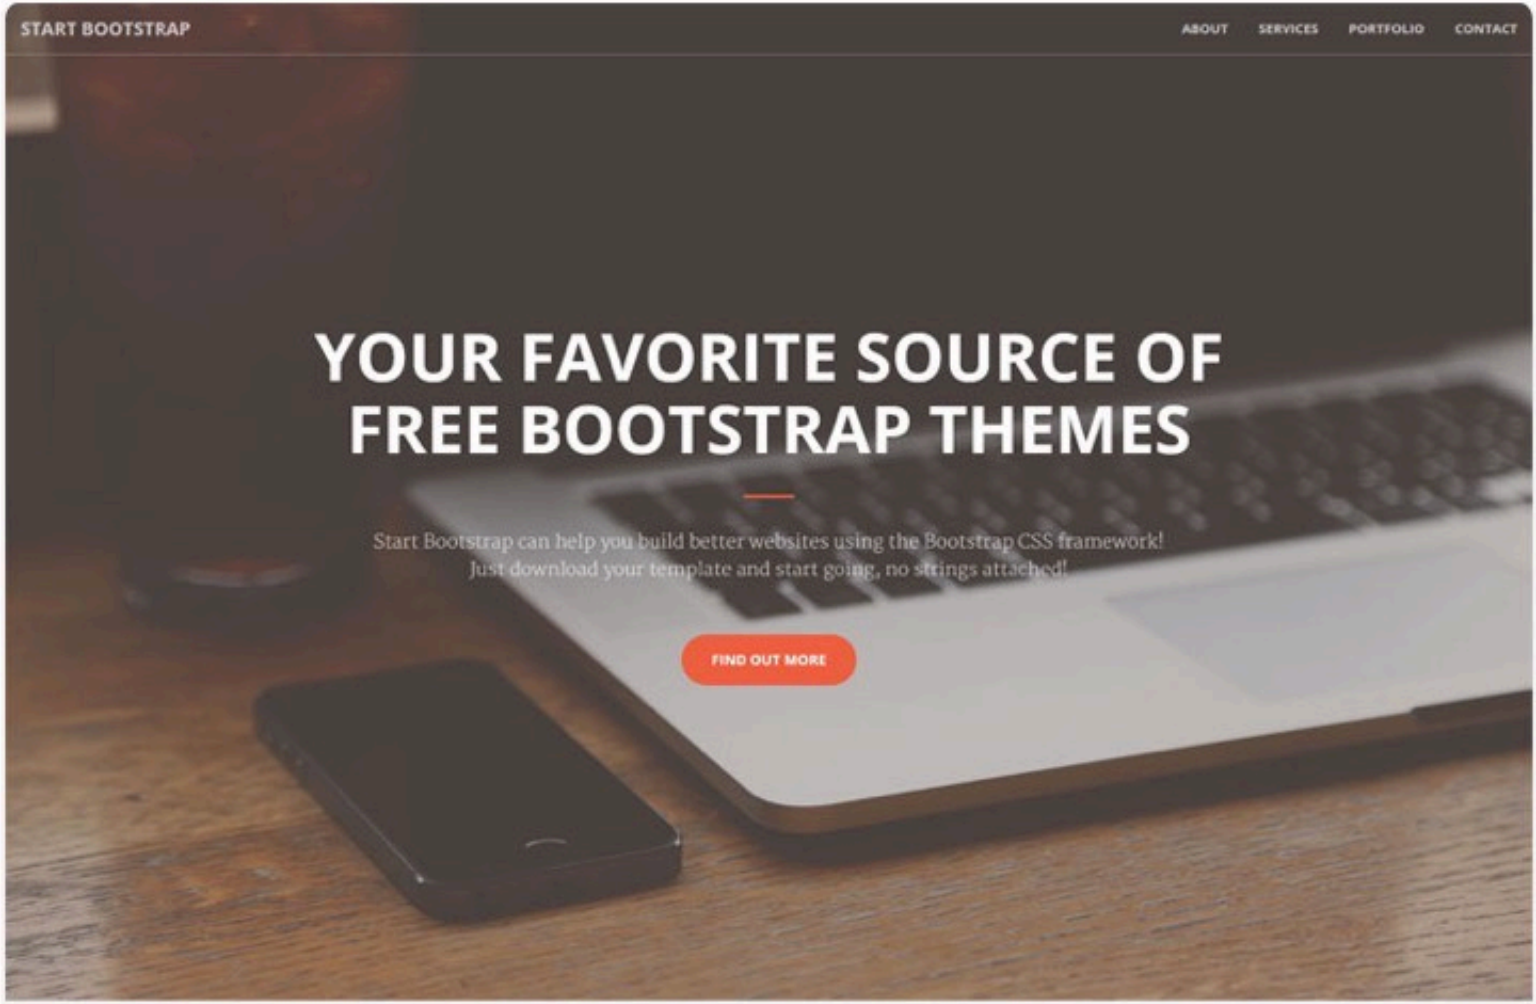 START BOOTSTRAP
ABOUT
SERVICES
PORTFOLIO
CONTACT
YOUR FAVORITE SOURCE OF
FREE BOOTSTRAP THEMES
Start Bootstrap can help you build better websites using the Bootstrap CSS framework!
Just download your template and start going, no strings attached!
FIND OUT MORE